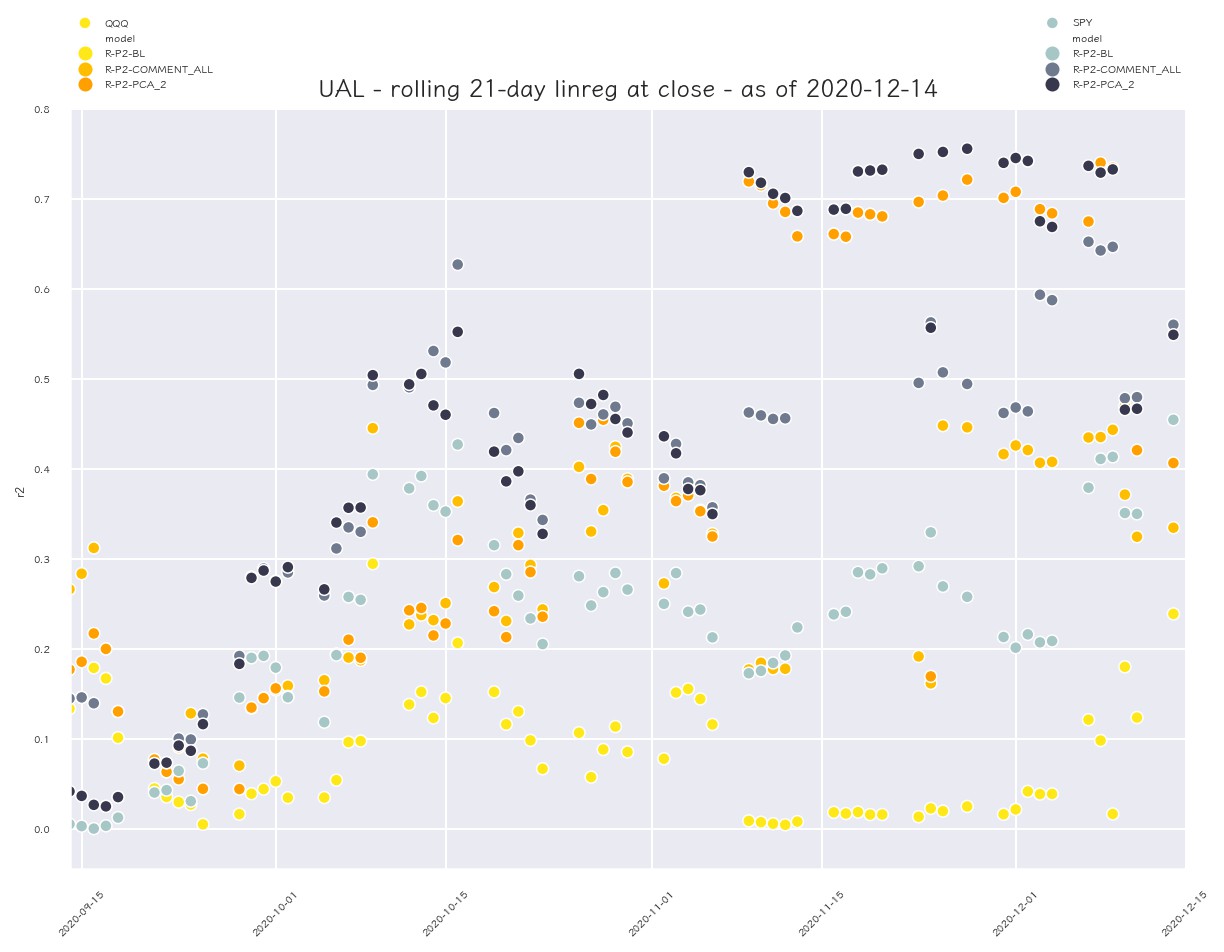 QQQ
model
R-P2-BL
R-P2-COMMENT_ALL
R-P2-PCA_2
SPY
model
R-P2-BL
R-P2-COMMENT_ALL
R-P2-PCA_2
UAL - rolling 21-day linreg at close - as of 2020-12-14
0.8
0.7
0.6
0.5
0.4
0.3
0.2
0.1
0.0
r2
2020-09-15
2020-10-01
2020-10-15
2020-11-01
2020-11-15
2020-12-01
2020-12-15